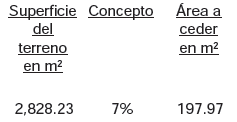 Superficie Concepto Área a
del ceder
terreno en m²
en m²
2,828.23 7% 197.97